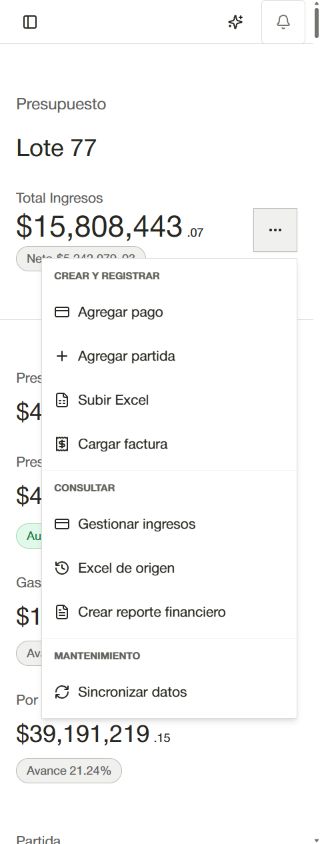 Presupuesto
Lote 77
Total Ingresos
$15,808,443 .07
CREAR Y REGISTRAR
Agregar pago
Agregar partida
Subir Excel
Cargar factura
CONSULTAR
Gestionar ingresos
Excel de origen
Crear reporte financiero
MANTENIMIENTO
Sincronizar datos
Por
$39,191,219 .15
Avance 21.24%
Partida